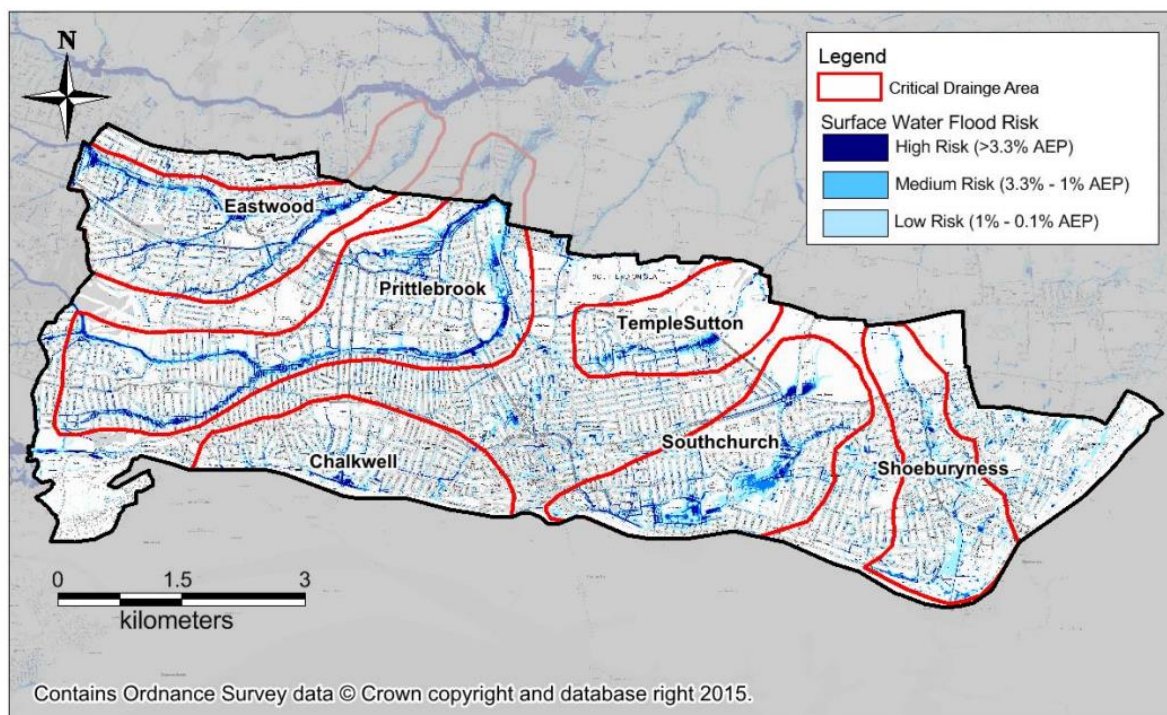 N
Legend
Critical Drainge Area
Surface Water Flood Risk
High Risk (>3.3% AEP)
Medium Risk (3.3% - 1% AEP)
Low Risk (1% - 0.1% AEP)
Eastwood
Prittlebrook
TempleSutton
Southchurch
Chalkwell
Shoeburyness
0 1.5 3
kilometers
Contains Ordnance Survey data © Crown copyright and database right 2015.